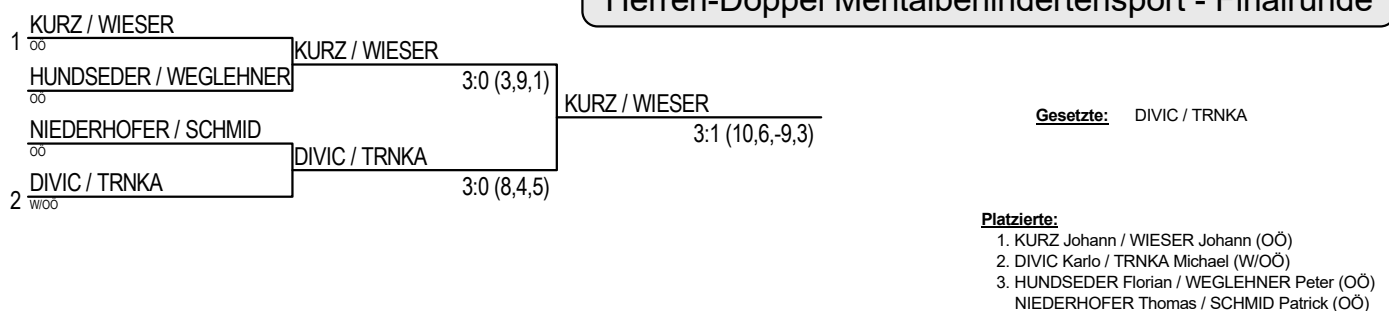 Herren-Doppel Mentalbehindertensport - Finalrunde
1 KURZ / WIESER
OÖ
KURZ / WIESER
HUNDSEDER / WEGLEHNER
OÖ
3:0 (3,9,1)
KURZ / WIESER
3:1 (10,6,-9,3)
NIEDERHOFER / SCHMID
OÖ
DIVIC / TRNKA
2 DIVIC / TRNKA
W/OÖ
3:0 (8,4,5)
Gesetzte: DIVIC / TRNKA
Platzierte:
1. KURZ Johann / WIESER Johann (OÖ)
2. DIVIC Karlo / TRNKA Michael (W/OÖ)
3. HUNDSEDER Florian / WEGLEHNER Peter (OÖ)
NIEDERHOFER Thomas / SCHMID Patrick (OÖ)